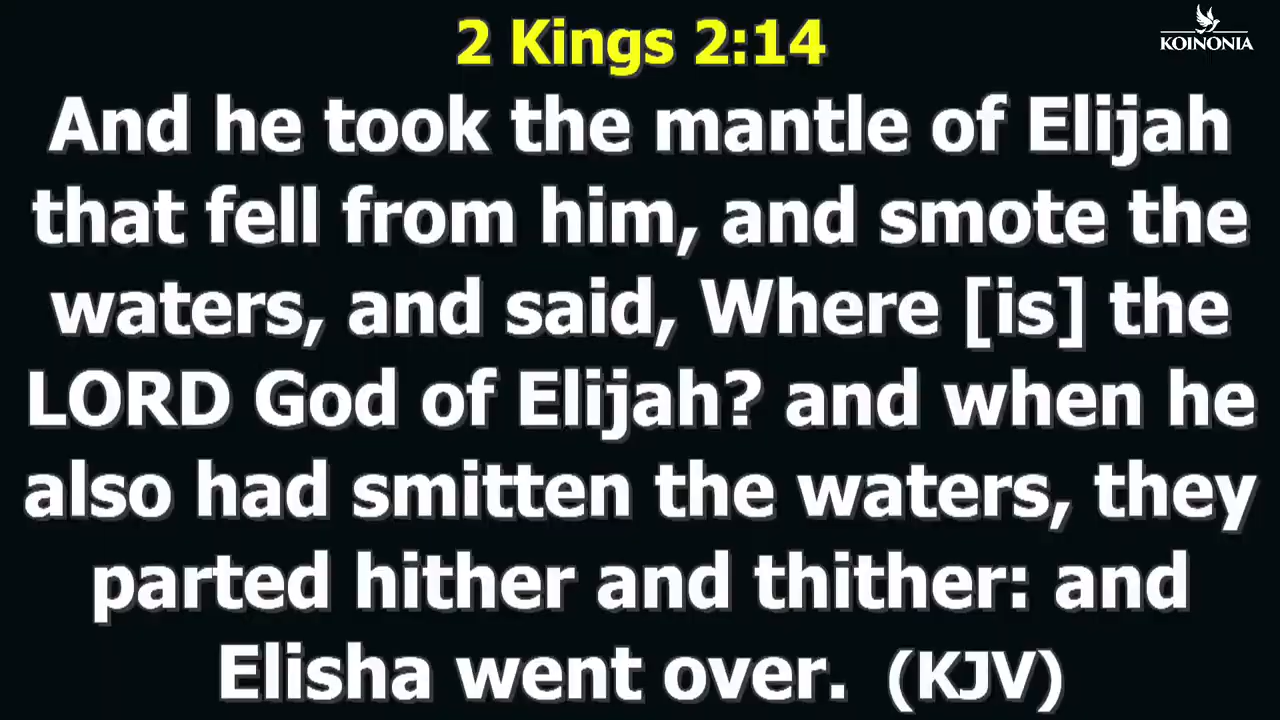 2 Kings 2:14
KOINONIA
And he took the mantle of Elijah
that fell from him, and smote the
waters, and said, Where [is] the
LORD God of Elijah? and when he
also had smitten the waters, they
parted hither and thither: and
Elisha went over. (KJV)